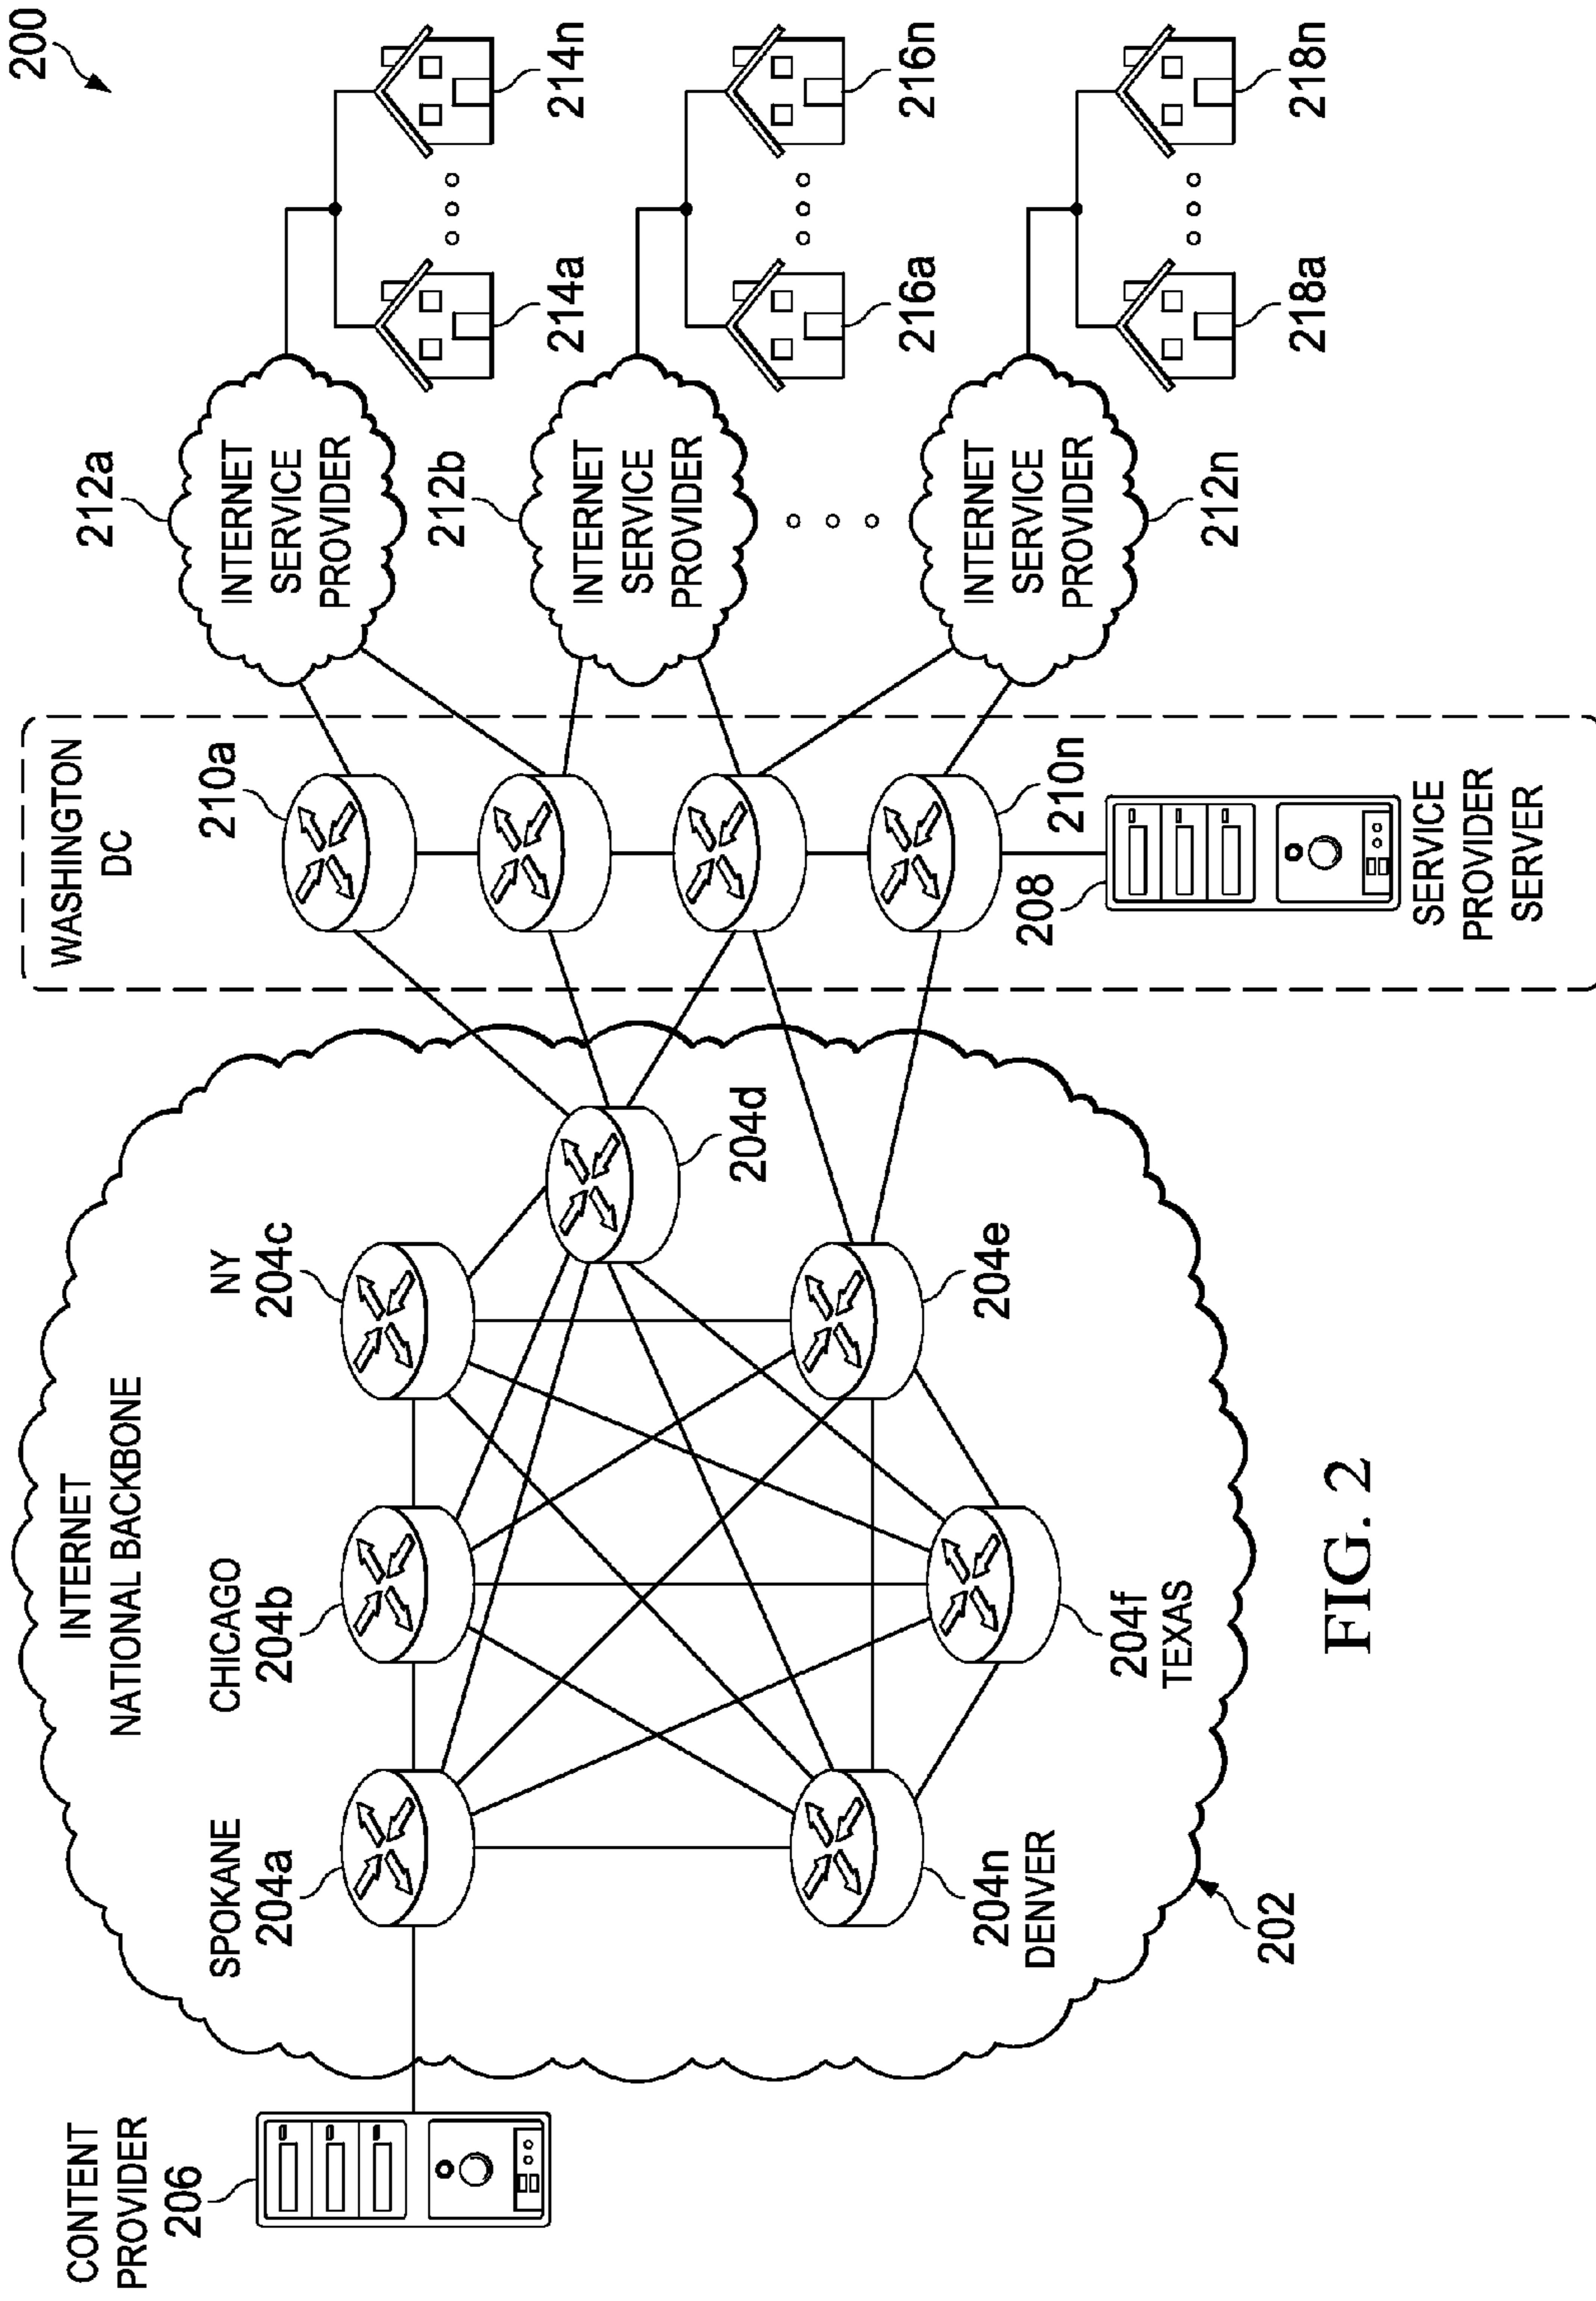 200
INTERNET
NATIONAL BACKBONE
WASHINGTON
DC
CONTENT
PROVIDER
206
SPOKANE
204a
CHICAGO
204b
NY
204c
204d
204e
204f
TEXAS
204n
DENVER
202
210a
210n
208
SERVICE
PROVIDER
SERVER
212a
INTERNET
SERVICE
PROVIDER
212b
INTERNET
SERVICE
PROVIDER
212n
INTERNET
SERVICE
PROVIDER
214a
214n
216a
216n
218a
218n
FIG. 2